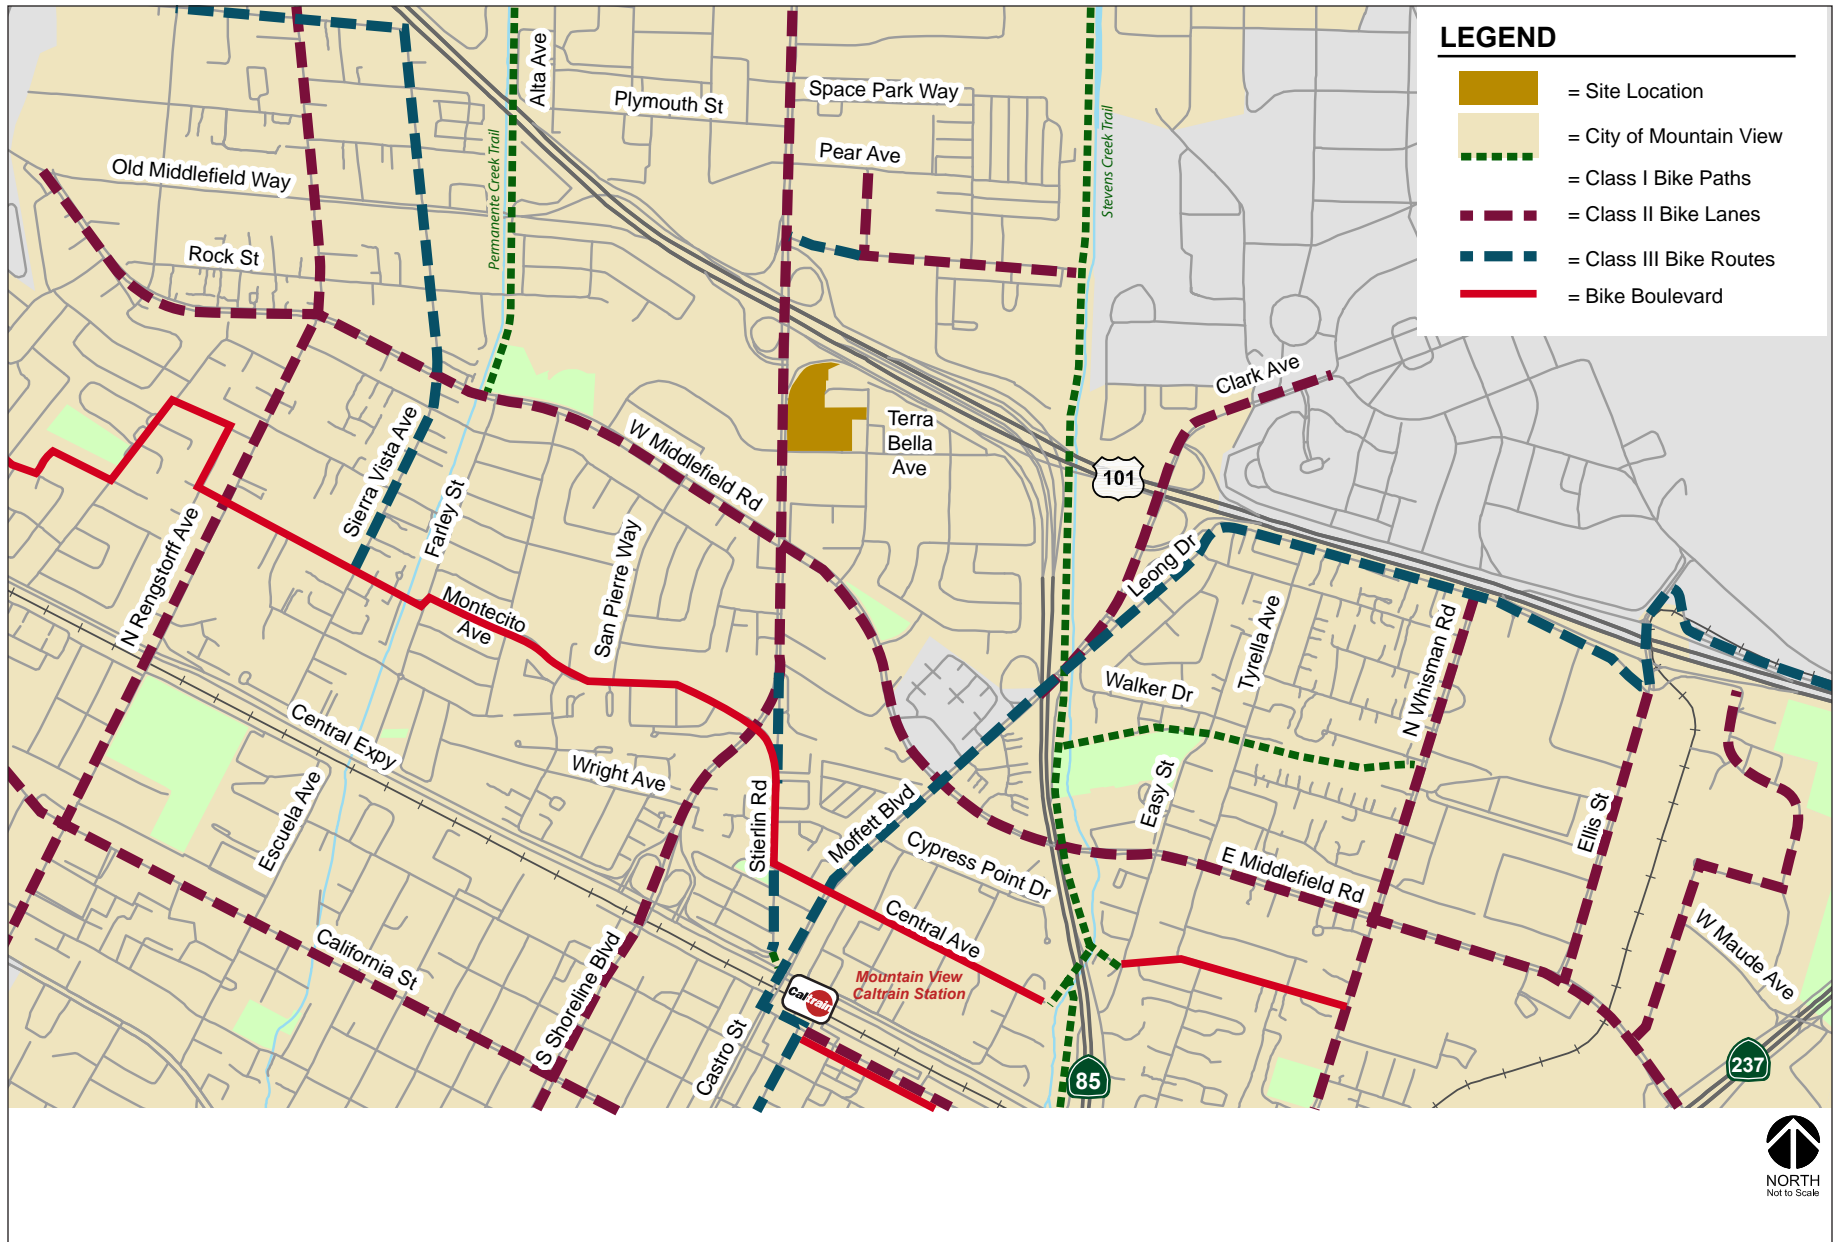 LEGEND
= Site Location
= City of Mountain View
= Class I Bike Paths
= Class II Bike Lanes
= Class III Bike Routes
= Bike Boulevard
Alta Ave
Plymouth St
Space Park Way
Pear Ave
Permanente Creek Trail
Stevens Creek Trail
Old Middlefield Way
Rock St
Clark Ave
Terra
Bella
Ave
W Middlefield Rd
Sierra Vista Ave
Farley St
101
N Rengstorff Ave
San Pierre Way
Montecito
Ave
Leong Dr
Tyrella Ave
N Whisman Rd
Walker Dr
Central Expy
Wright Ave
Escuela Ave
Stierlin Rd
Moffett Blvd
Easy St
Ellis St
Cypress Point Dr
E Middlefield Rd
Central Ave
California St
S Shoreline Blvd
W Maude Ave
Mountain View
Caltrain Station
Caltrain
Castro St
85
237
NORTH
Not to Scale